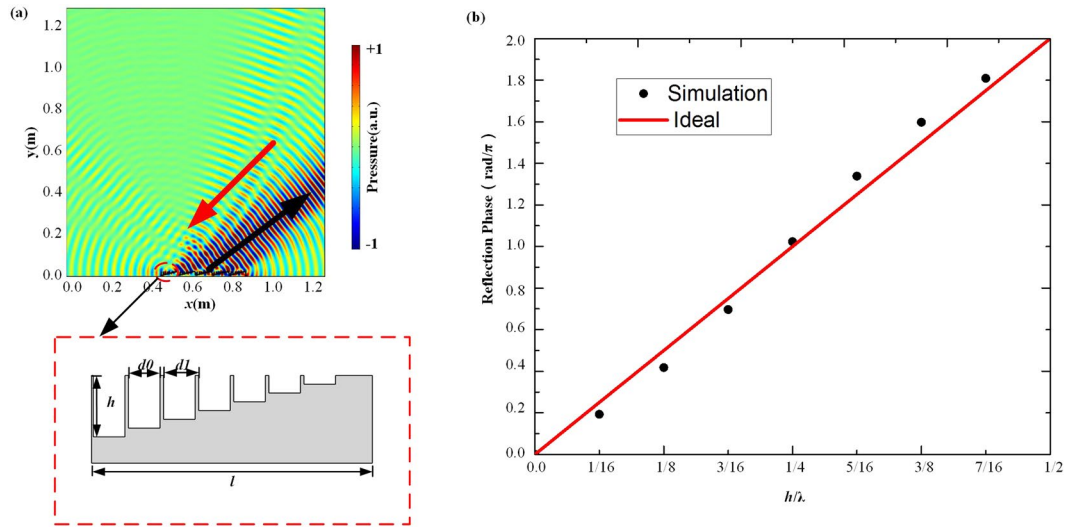 (a)
1.2
1.0
0.8
0.6
0.4
0.2
0.0
y(m)
0.0 0.2 0.4 0.6 0.8 1.0 1.2
x(m)
+1
Pressure(a.u.)
-1
d0 d1
h
l
(b)
2.0
1.8
1.6
1.4
1.2
1.0
0.8
0.6
0.4
0.2
0.0
Reflection Phase ( rad/π)
Simulation
Ideal
0.0 1/16 1/8 3/16 1/4 5/16 3/8 7/16 1/2
h/λ